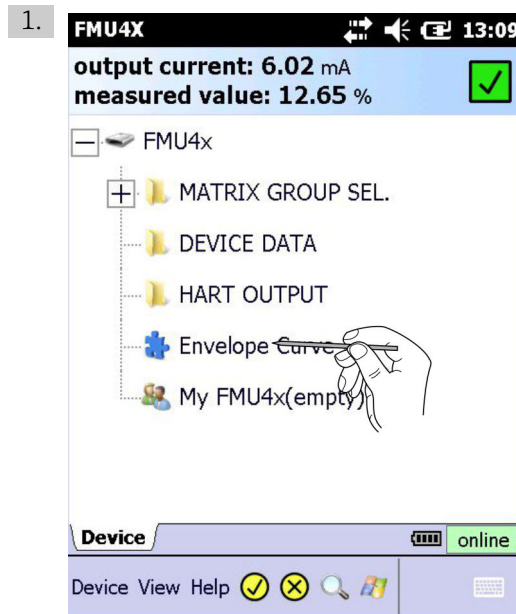 1.
FMU4X 13:09
output current: 6.02 mA
measured value: 12.65 %
FMU4x
MATRIX GROUP SEL.
DEVICE DATA
HART OUTPUT
Envelope Curve
My FMU4x(empty)
Device online
Device View Help